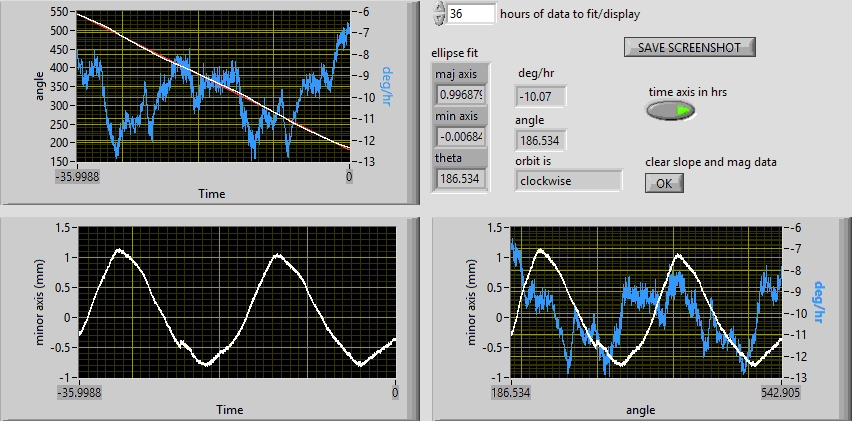 36 hours of data to fit/display
SAVE SCREENSHOT
ellipse fit
maj axis
0.996879
min axis
-0.00684
theta
186.534
deg/hr
-10.07
angle
186.534
orbit is
clockwise
time axis in hrs
clear slope and mag data
OK
550
500
450
400
350
300
250
200
150
angle
-6
-7
-8
-9
-10
-11
-12
-13
deg/hr
-35.9988
0
Time
1.5
1
0.5
0
-0.5
-1
minor axis (mm)
-35.9988
0
Time
1.5
1
0.5
0
-0.5
-1
minor axis (mm)
-6
-7
-8
-9
-10
-11
-12
-13
deg/hr
186.534
542.905
angle